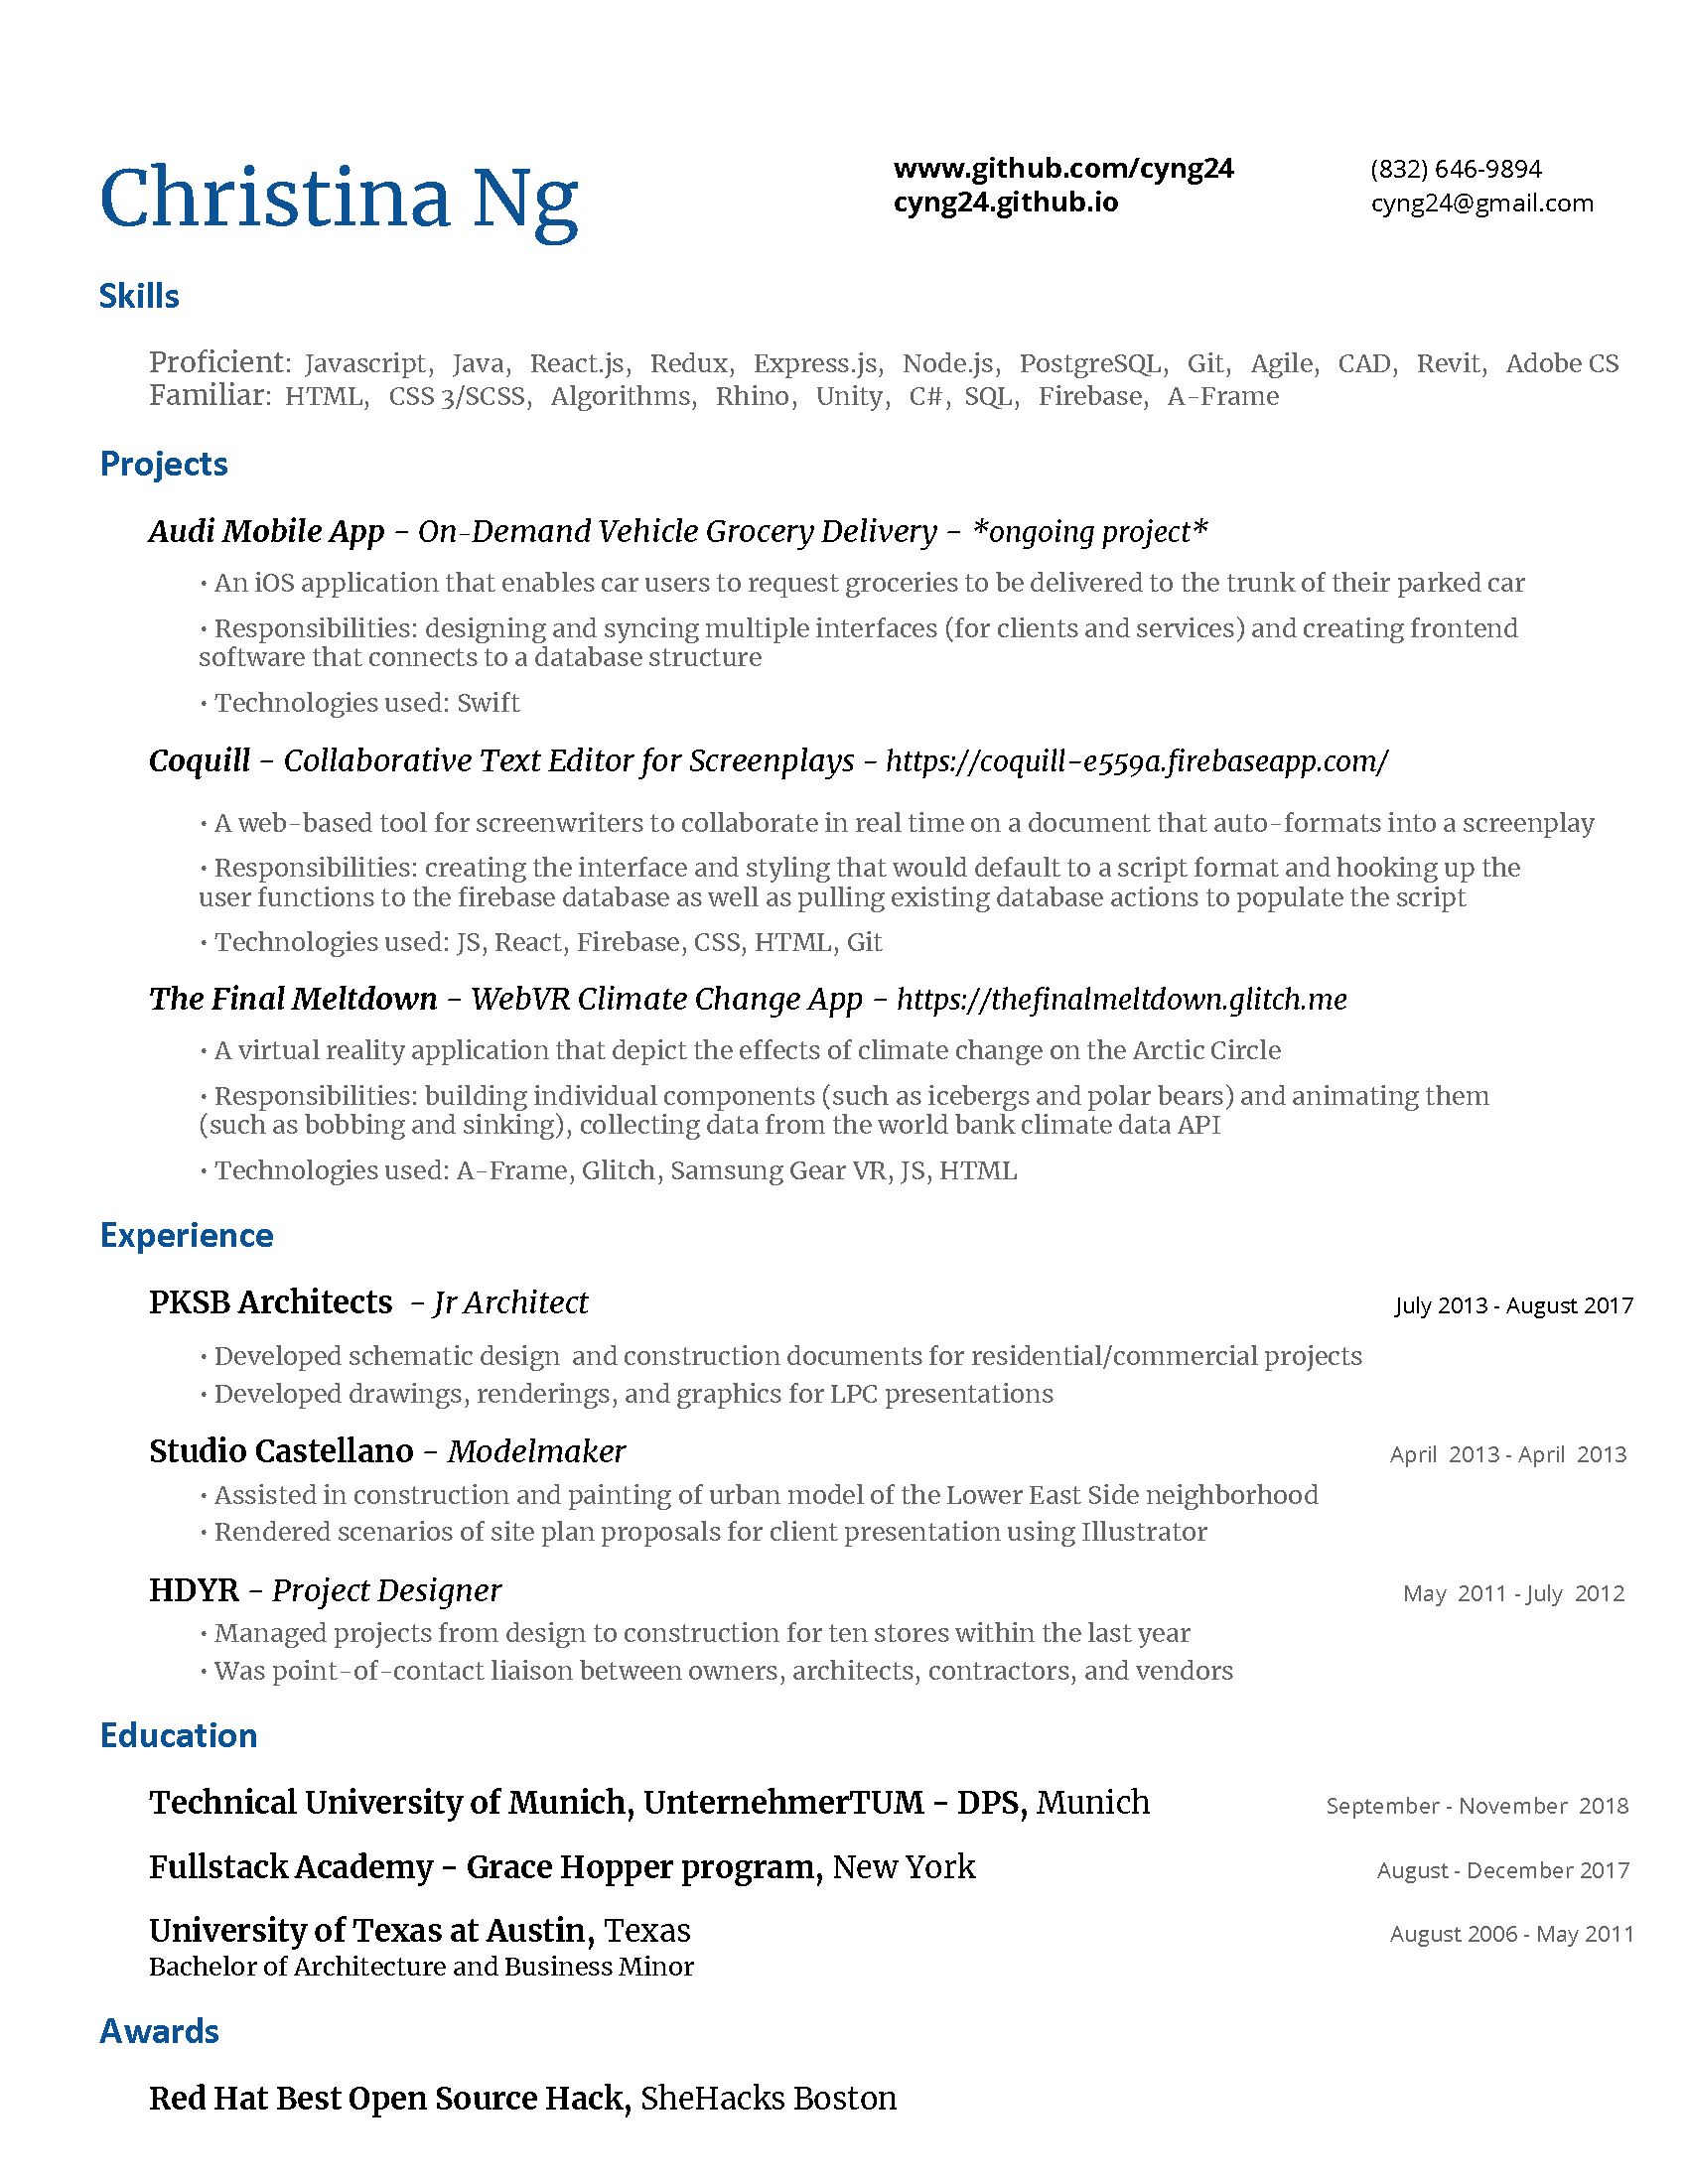 Christina Ng
www.github.com/cyng24
cyng24.github.io
(832) 646-9894
cyng24@gmail.com
Skills
Proficient: Javascript, Java, React.js, Redux, Express.js, Node.js, PostgreSQL, Git, Agile, CAD, Revit, Adobe CS
Familiar: HTML, CSS 3/SCSS, Algorithms, Rhino, Unity, C#, SQL, Firebase, A-Frame
Projects
Audi Mobile App - On-Demand Vehicle Grocery Delivery - *ongoing project*
• An iOS application that enables car users to request groceries to be delivered to the trunk of their parked car
• Responsibilities: designing and syncing multiple interfaces (for clients and services) and creating frontend
software that connects to a database structure
• Technologies used: Swift
Coquill - Collaborative Text Editor for Screenplays - https://coquill-e559a.firebaseapp.com/
• A web-based tool for screenwriters to collaborate in real time on a document that auto-formats into a screenplay
• Responsibilities: creating the interface and styling that would default to a script format and hooking up the
user functions to the firebase database as well as pulling existing database actions to populate the script
• Technologies used: JS, React, Firebase, CSS, HTML, Git
The Final Meltdown - WebVR Climate Change App - https://thefinalmeltdown.glitch.me
• A virtual reality application that depict the effects of climate change on the Arctic Circle
• Responsibilities: building individual components (such as icebergs and polar bears) and animating them
(such as bobbing and sinking), collecting data from the world bank climate data API
• Technologies used: A-Frame, Glitch, Samsung Gear VR, JS, HTML
Experience
PKSB Architects - Jr Architect July 2013 - August 2017
• Developed schematic design and construction documents for residential/commercial projects
• Developed drawings, renderings, and graphics for LPC presentations
Studio Castellano - Modelmaker April 2013 - April 2013
• Assisted in construction and painting of urban model of the Lower East Side neighborhood
• Rendered scenarios of site plan proposals for client presentation using Illustrator
HDYR - Project Designer May 2011 - July 2012
• Managed projects from design to construction for ten stores within the last year
• Was point-of-contact liaison between owners, architects, contractors, and vendors
Education
Technical University of Munich, UnternehmerTUM - DPS, Munich September - November 2018
Fullstack Academy - Grace Hopper program, New York August - December 2017
University of Texas at Austin, Texas August 2006 - May 2011
Bachelor of Architecture and Business Minor
Awards
Red Hat Best Open Source Hack, SheHacks Boston